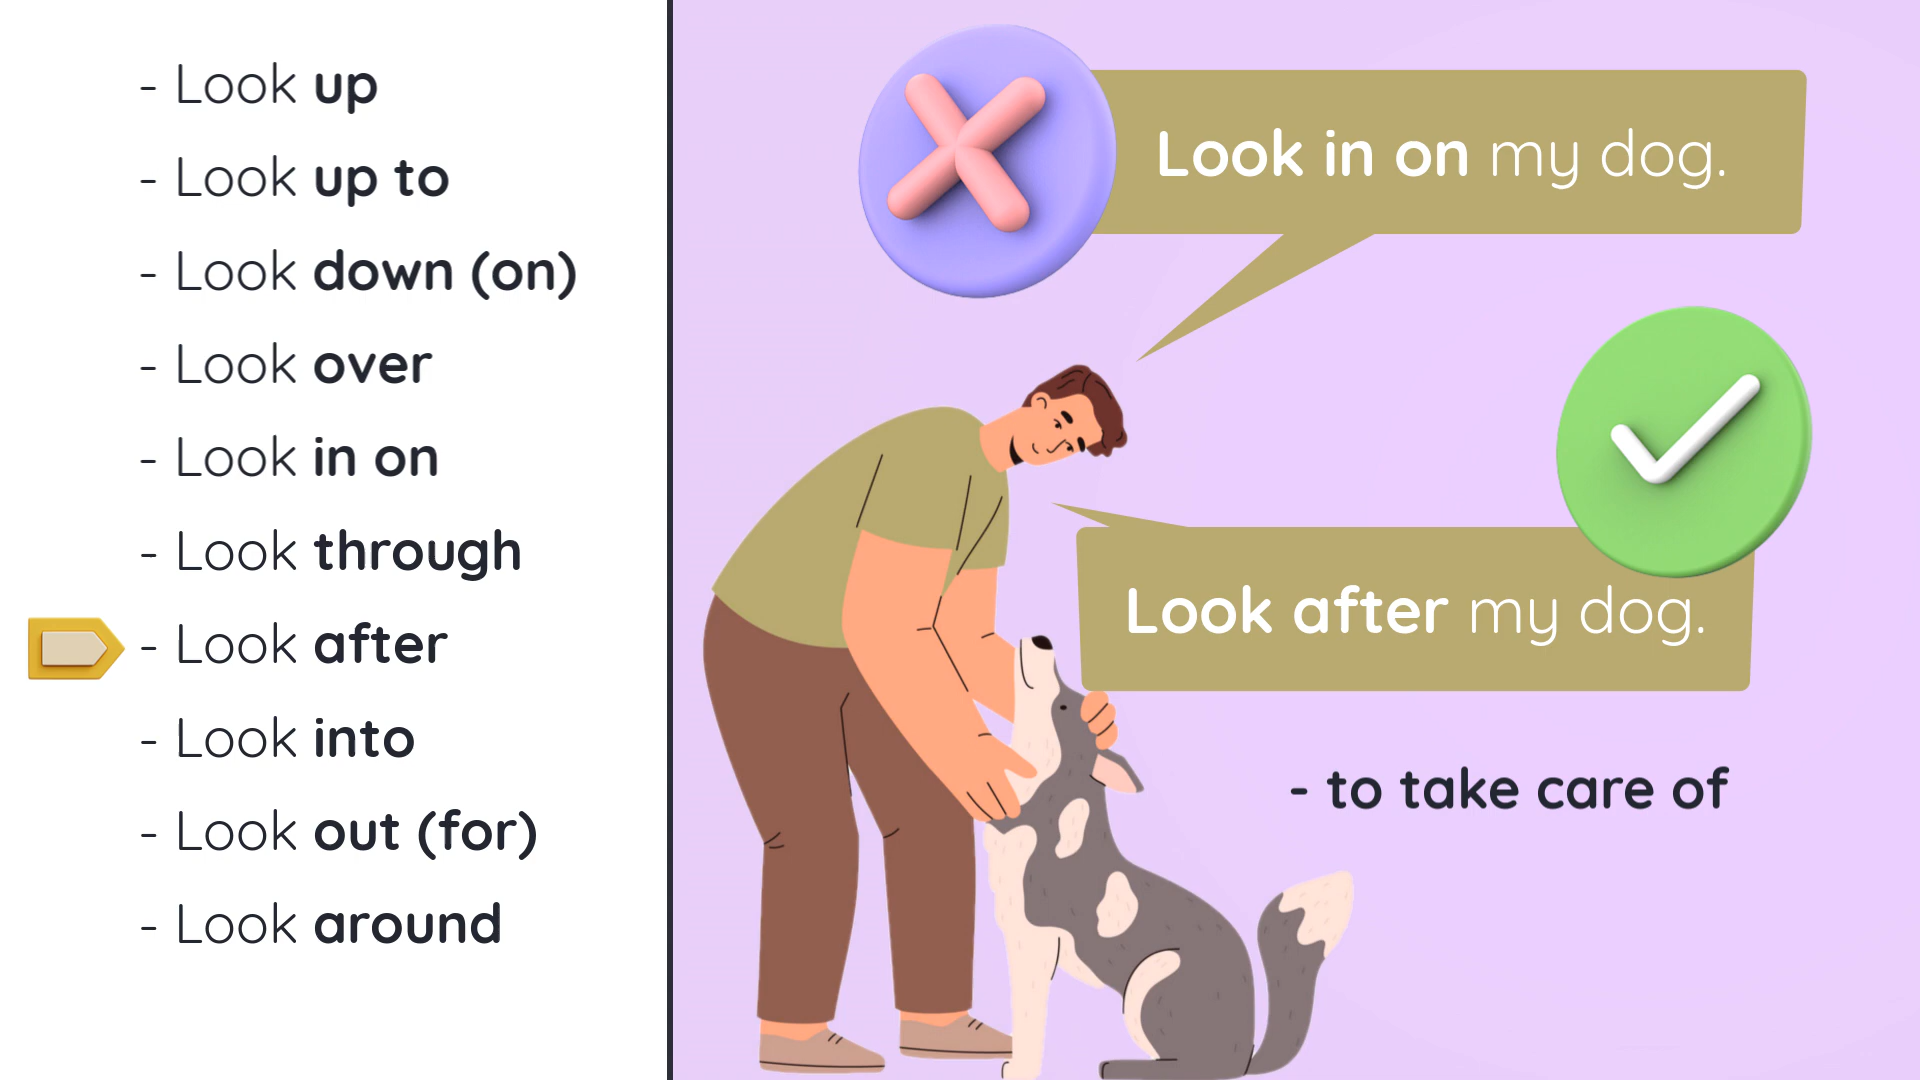 - Look up
- Look up to
- Look down (on)
- Look over
- Look in on
- Look through
- Look after
- Look into
- Look out (for)
- Look around
Look in on my dog.
Look after my dog.
- to take care of